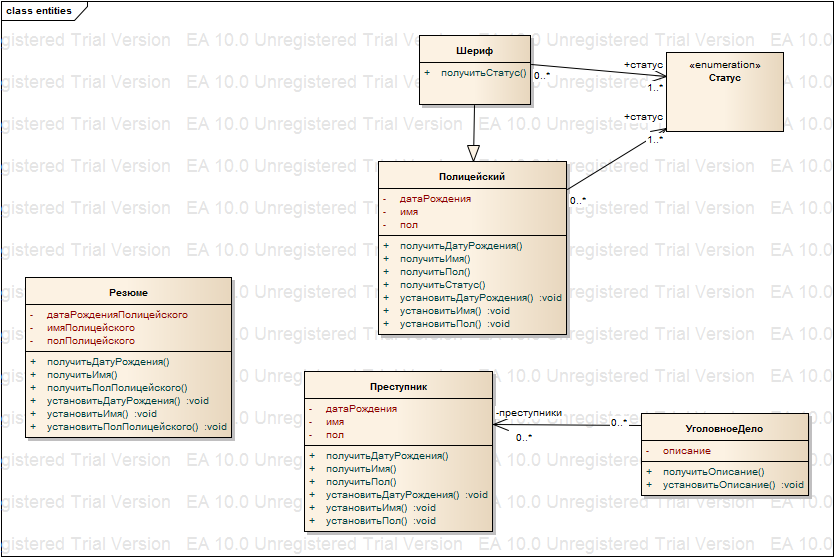 class entities
Шериф
+ получитьСтатус()
0..*
+статус
1..*
«enumeration»
Статус
+статус
1..*
0..*
Полицейский
- датаРождения
- имя
- пол
+ получитьДатуРождения()
+ получитьИмя()
+ получитьПол()
+ получитьСтатус()
+ установитьДатуРождения() :void
+ установитьИмя() :void
+ установитьПол() :void
Резюме
- датаРожденияПолицейского
- имяПолицейского
- полПолицейского
+ получитьДатуРождения()
+ получитьИмя()
+ получитьПолПолицейского()
+ установитьДатуРождения() :void
+ установитьИмя() :void
+ установитьПолПолицейского() :void
Преступник
- датаРождения
- имя
- пол
+ получитьДатуРождения()
+ получитьИмя()
+ получитьПол()
+ установитьДатуРождения() :void
+ установитьИмя() :void
+ установитьПол() :void
-преступники
0..*
0..*
УголовноеДело
- описание
+ получитьОписание()
+ установитьОписание() :void
EA 10.0 Unregistered Trial Version